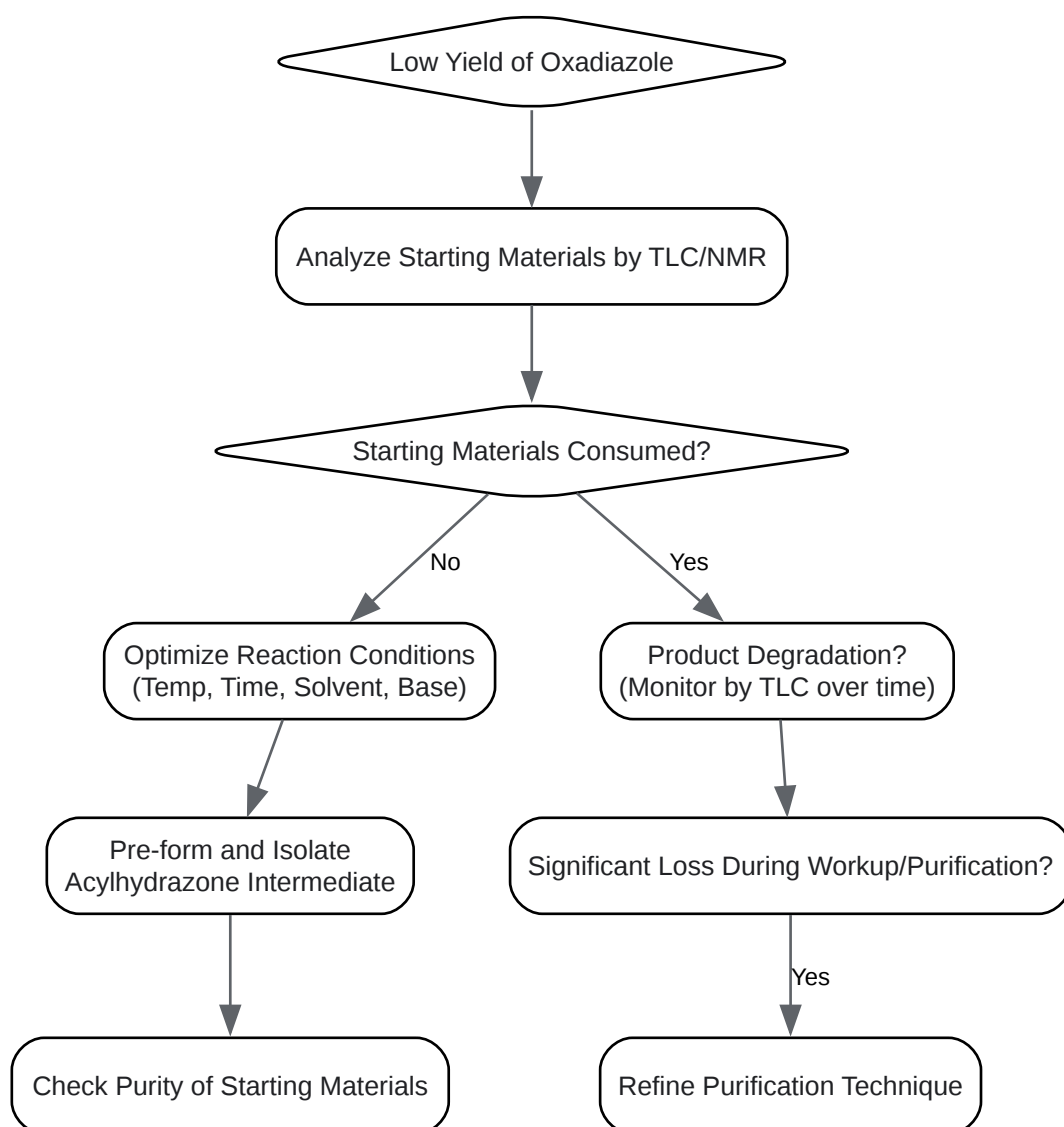 Low Yield of Oxadiazole
Analyze Starting Materials by TLC/NMR
Starting Materials Consumed?
No
Yes
Optimize Reaction Conditions
(Temp, Time, Solvent, Base)
Product Degradation?
(Monitor by TLC over time)
Pre-form and Isolate
Acylhydrazone Intermediate
Significant Loss During Workup/Purification?
Yes
Check Purity of Starting Materials
Refine Purification Technique